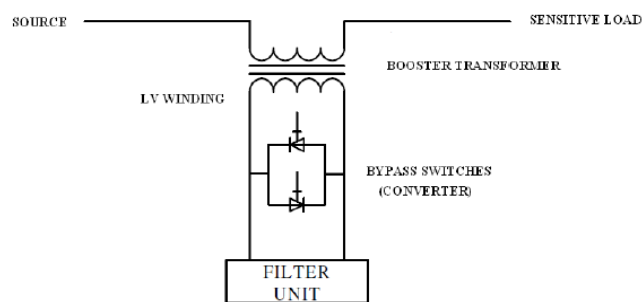 SOURCE
SENSITIVE LOAD
BOOSTER TRANSFORMER
LV WINDING
BYPASS SWITCHES
(CONVERTER)
FILTER
UNIT